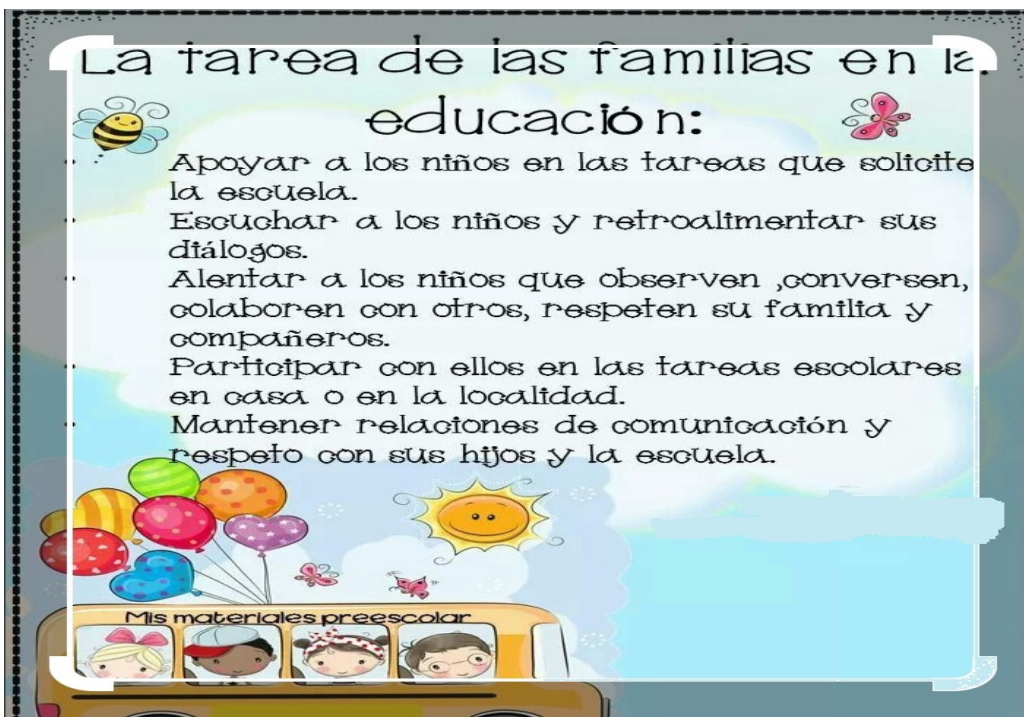 La tarea de las familias en la
educación:
Apoyar a los niños en las tareas que solicite
la escuela.
Escuchar a los niños y retroalimentar sus
diálogos.
Alentar a los niños que observen ,conversen,
colaboren con otros, respeten su familia y
compañeros.
Participar con ellos en las tareas escolares
en casa o en la localidad.
Mantener relaciones de comunicación y
respeto con sus hijos y la escuela.
Mis materiales preescolar